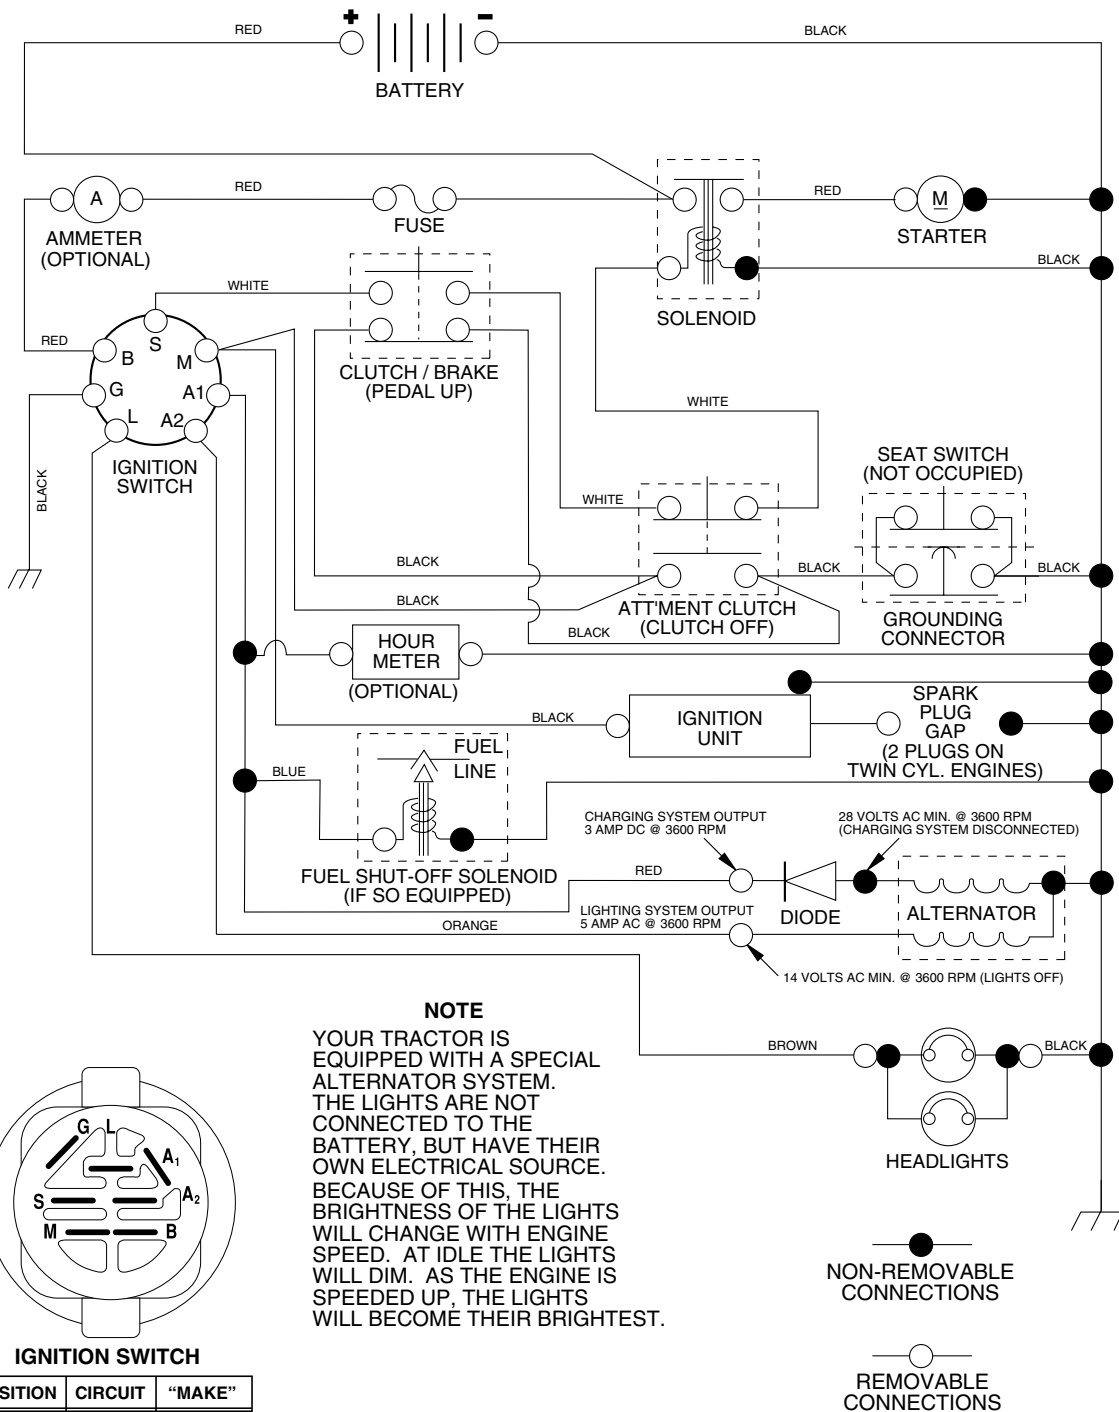 RED
+
-
BLACK
BATTERY
RED
A
AMMETER
(OPTIONAL)
FUSE
SOLENOID
RED
M
STARTER
BLACK
WHITE
RED
S
B
M
G
A1
L
A2
IGNITION
SWITCH
BLACK
CLUTCH / BRAKE
(PEDAL UP)
WHITE
WHITE
SEAT SWITCH
(NOT OCCUPIED)
BLACK
BLACK
BLACK
BLACK
BLACK
ATT'MENT CLUTCH
(CLUTCH OFF)
GROUNDING
CONNECTOR
HOUR
METER
(OPTIONAL)
BLACK
IGNITION
UNIT
SPARK
PLUG
GAP
(2 PLUGS ON
TWIN CYL. ENGINES)
BLUE
FUEL
LINE
FUEL SHUT-OFF SOLENOID
(IF SO EQUIPPED)
CHARGING SYSTEM OUTPUT
3 AMP DC @ 3600 RPM
28 VOLTS AC MIN. @ 3600 RPM
(CHARGING SYSTEM DISCONNECTED)
RED
DIODE
ALTERNATOR
LIGHTING SYSTEM OUTPUT
5 AMP AC @ 3600 RPM
ORANGE
14 VOLTS AC MIN. @ 3600 RPM (LIGHTS OFF)
BROWN
BLACK
HEADLIGHTS
NOTE
YOUR TRACTOR IS
EQUIPPED WITH A SPECIAL
ALTERNATOR SYSTEM.
THE LIGHTS ARE NOT
CONNECTED TO THE
BATTERY, BUT HAVE THEIR
OWN ELECTRICAL SOURCE.
BECAUSE OF THIS, THE
BRIGHTNESS OF THE LIGHTS
WILL CHANGE WITH ENGINE
SPEED. AT IDLE THE LIGHTS
WILL DIM. AS THE ENGINE IS
SPEEDED UP, THE LIGHTS
WILL BECOME THEIR BRIGHTEST.
G L
A1
S
A2
M
B
IGNITION SWITCH
SITION CIRCUIT “MAKE”
NON-REMOVABLE
CONNECTIONS
REMOVABLE
CONNECTIONS